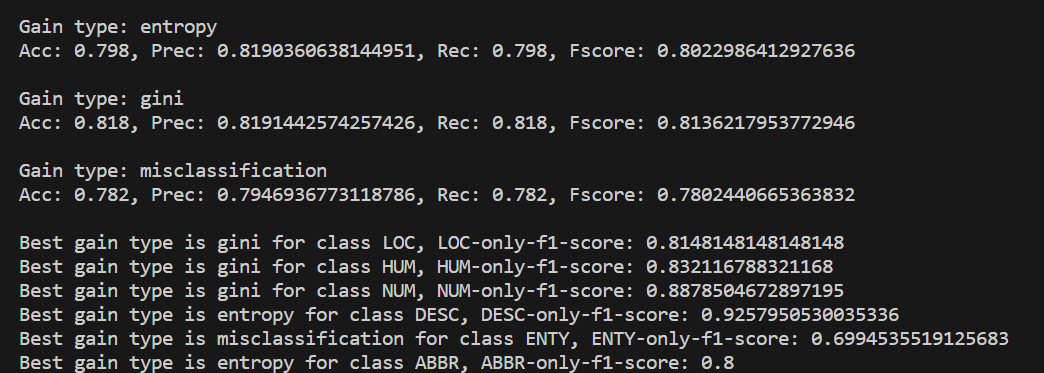 Gain type: entropy
Acc: 0.798, Prec: 0.8190360638144951, Rec: 0.798, Fscore: 0.8022986412927636
Gain type: gini
Acc: 0.818, Prec: 0.8191442574257426, Rec: 0.818, Fscore: 0.8136217953772946
Gain type: misclassification
Acc: 0.782, Prec: 0.7946936773118786, Rec: 0.782, Fscore: 0.7802440665363832
Best gain type is gini for class LOC, LOC-only-f1-score: 0.8148148148148148
Best gain type is gini for class HUM, HUM-only-f1-score: 0.832116788321168
Best gain type is gini for class NUM, NUM-only-f1-score: 0.8878504672897195
Best gain type is entropy for class DESC, DESC-only-f1-score: 0.9257950530035336
Best gain type is misclassification for class ENTY, ENTY-only-f1-score: 0.6994535519125683
Best gain type is entropy for class ABBR, ABBR-only-f1-score: 0.8